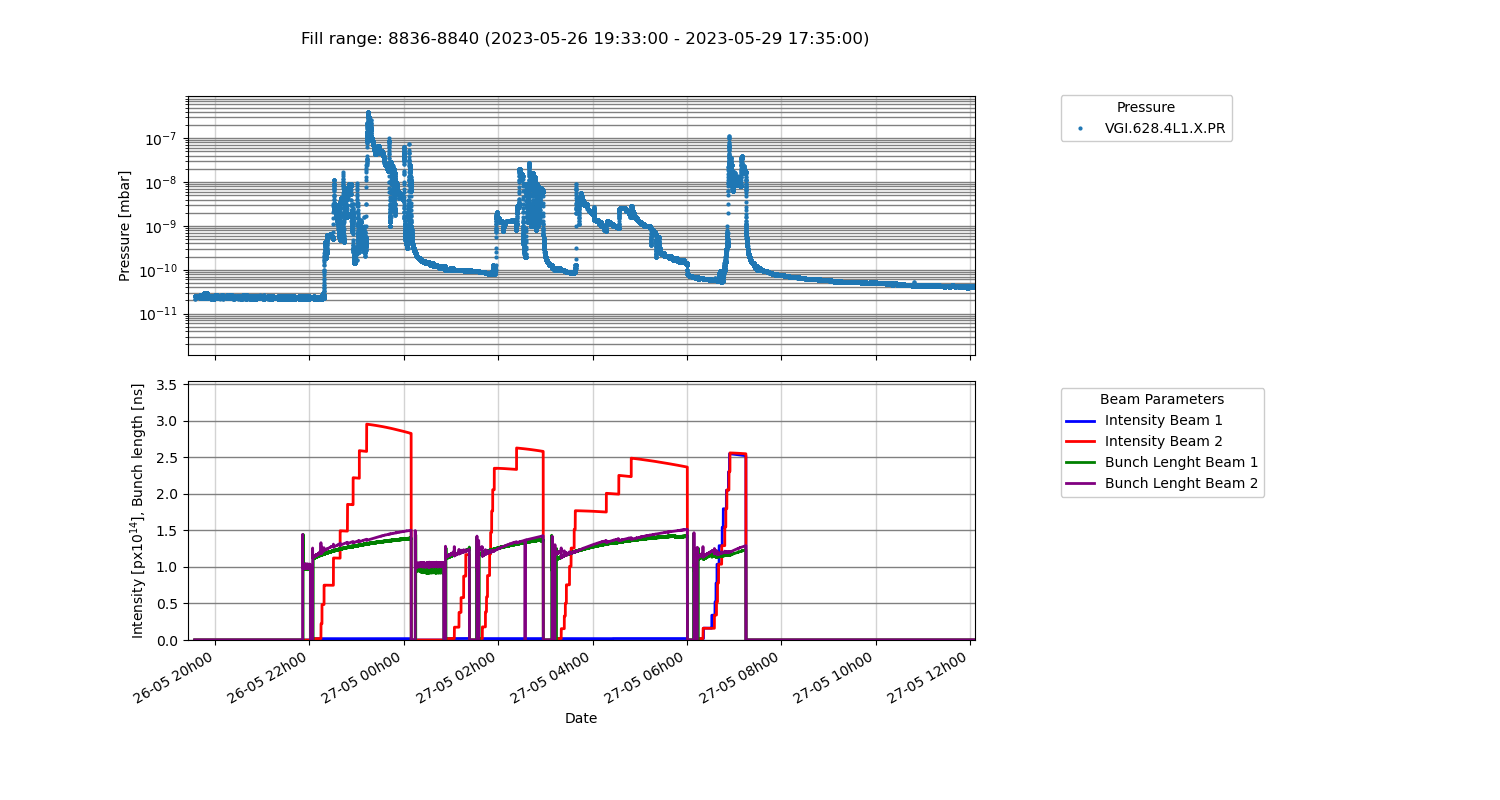 Fill range: 8836-8840 (2023-05-26 19:33:00 - 2023-05-29 17:35:00)
Pressure [mbar]
10⁻⁷
10⁻⁸
10⁻⁹
10⁻¹⁰
10⁻¹¹
Pressure
VGI.628.4L1.X.PR
Intensity [px10¹⁴], Bunch length [ns]
3.5
3.0
2.5
2.0
1.5
1.0
0.5
0.0
Beam Parameters
Intensity Beam 1
Intensity Beam 2
Bunch Lenght Beam 1
Bunch Lenght Beam 2
26-05 20h00
26-05 22h00
27-05 00h00
27-05 02h00
27-05 04h00
27-05 06h00
27-05 08h00
27-05 10h00
27-05 12h00
Date